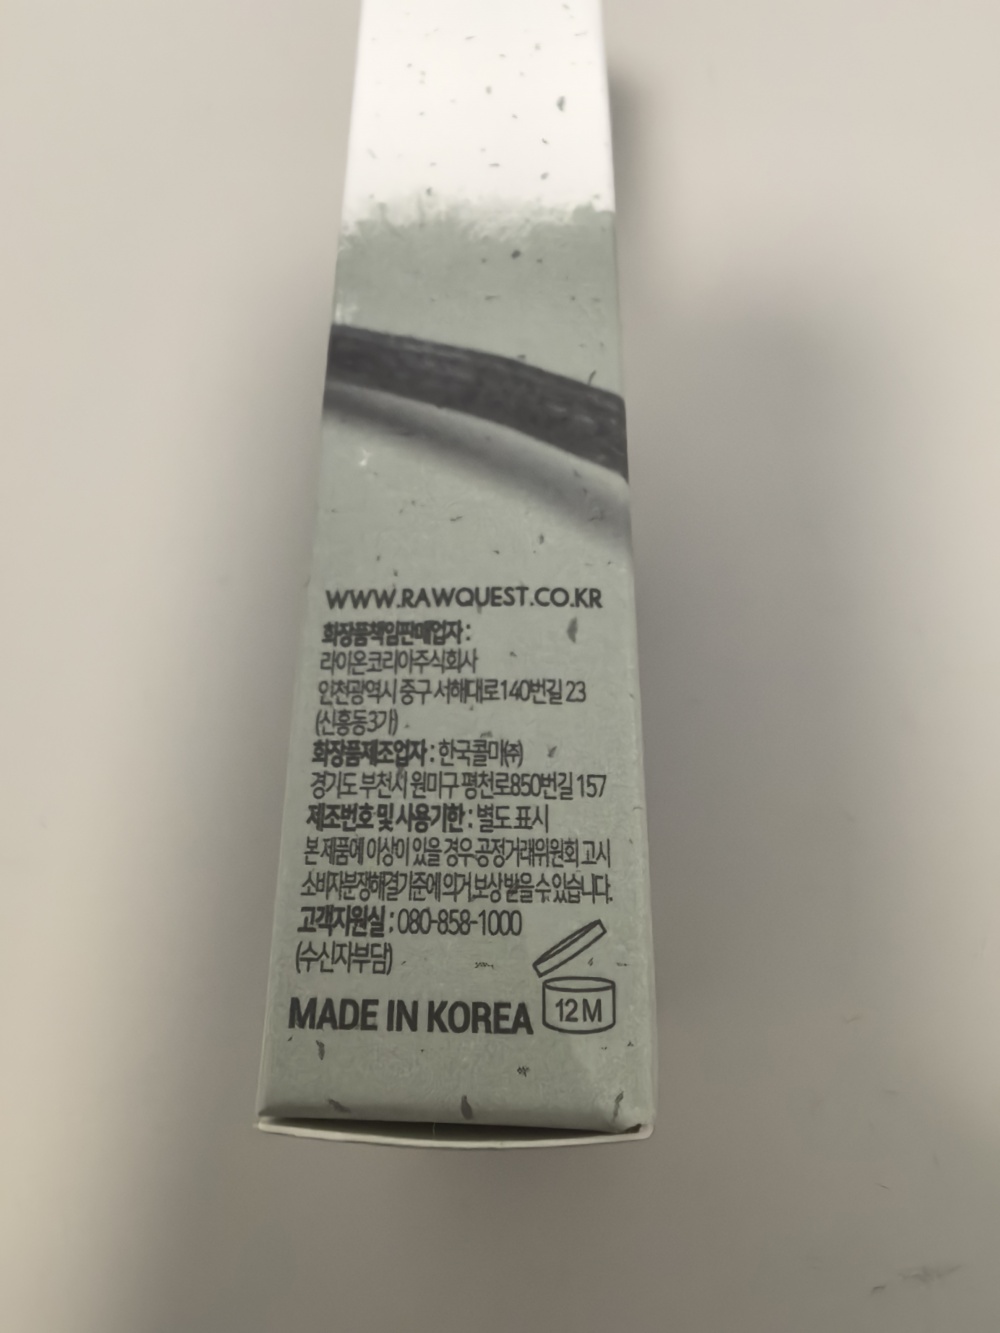 WWW.RAWQUEST.CO.KR
화장품책임판매업자 :
라이온코리아주식회사
인천광역시 중구 서해대로140번길 23
(신흥동3가)
화장품제조업자 : 한국콜마㈜
경기도 부천시 원미구 평천로850번길 157
제조번호 및 사용기한 : 별도 표시
본 제품에 이상이 있을 경우 공정거래위원회 고시
소비자분쟁해결기준에 의거 보상 받을 수 있습니다.
고객지원실 : 080-858-1000
(수신자부담)
MADE IN KOREA
12M